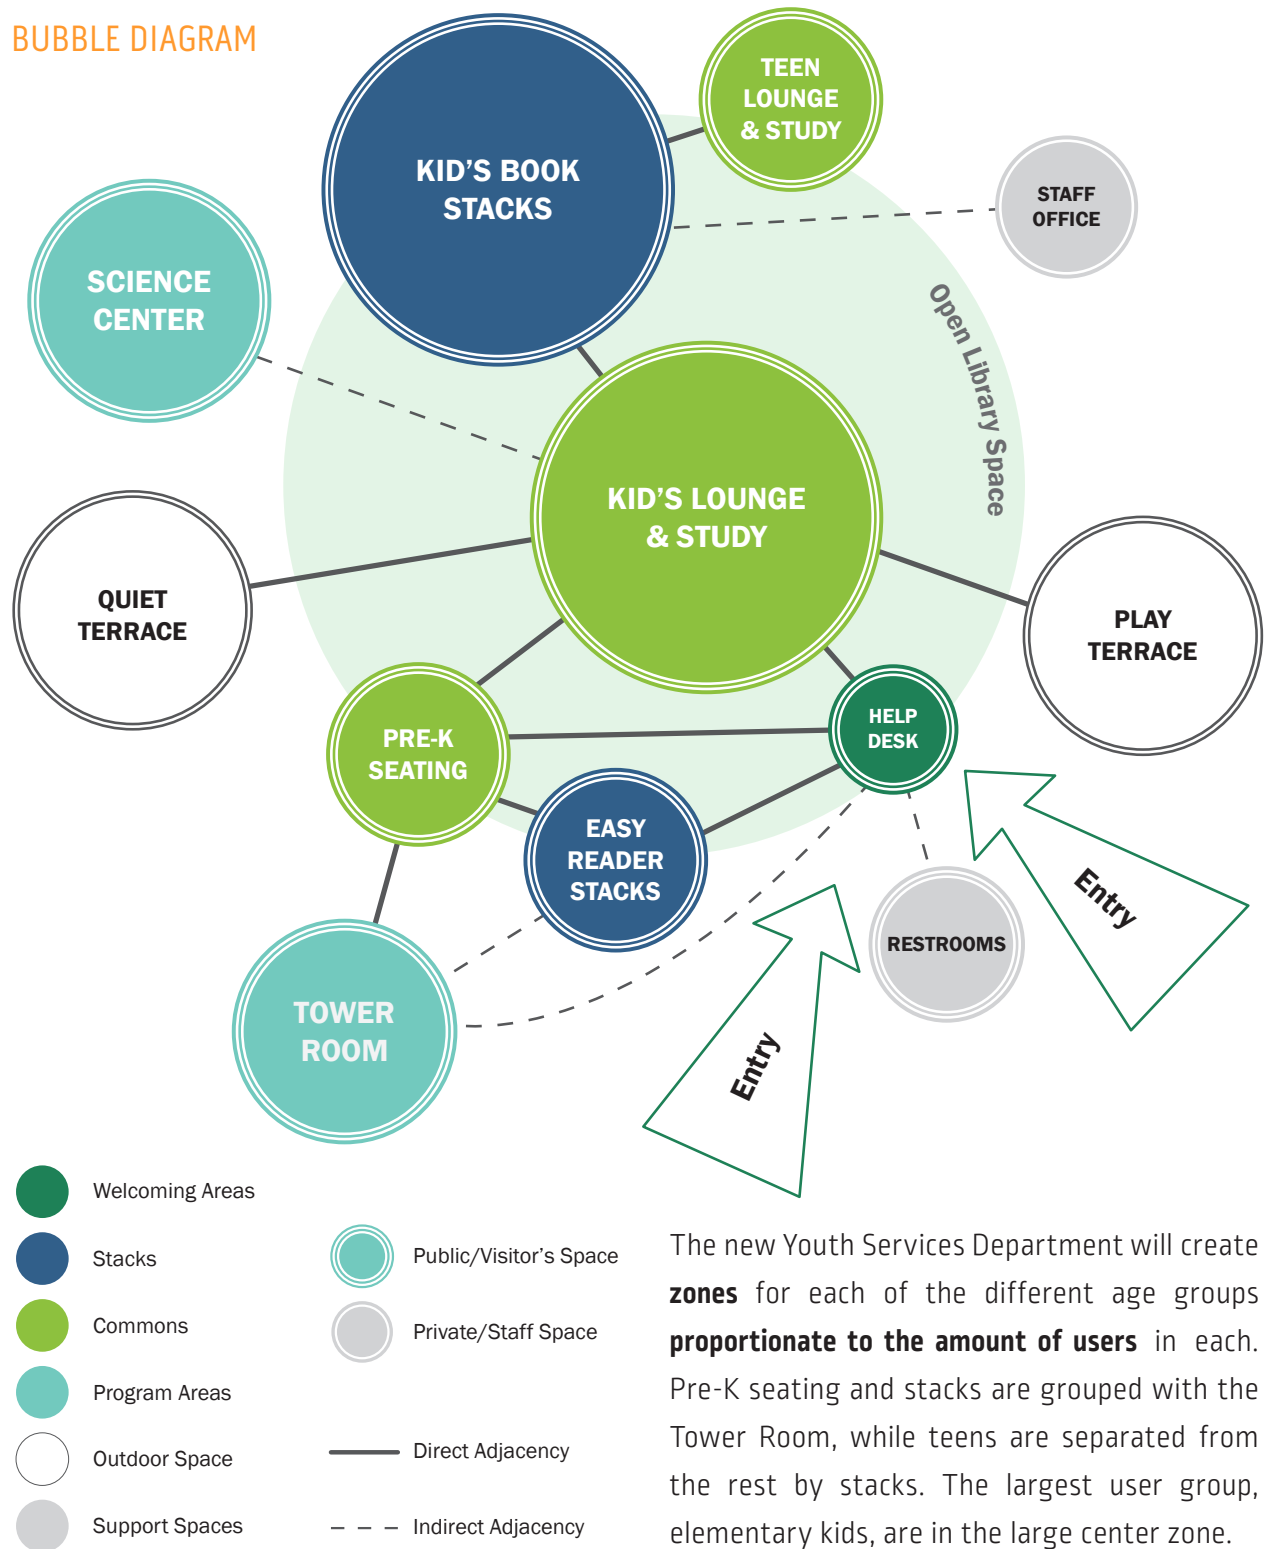 BUBBLE DIAGRAM
TEEN
LOUNGE
& STUDY
KID'S BOOK
STACKS
STAFF
OFFICE
SCIENCE
CENTER
Open Library Space
KID'S LOUNGE
& STUDY
QUIET
TERRACE
PLAY
TERRACE
PRE-K
SEATING
HELP
DESK
EASY
READER
STACKS
Entry
RESTROOMS
TOWER
ROOM
Entry
Welcoming Areas
Stacks
Commons
Program Areas
Outdoor Space
Support Spaces
Public/Visitor's Space
Private/Staff Space
Direct Adjacency
Indirect Adjacency
The new Youth Services Department will create
zones for each of the different age groups
proportionate to the amount of users in each.
Pre-K seating and stacks are grouped with the
Tower Room, while teens are separated from
the rest by stacks. The largest user group,
elementary kids, are in the large center zone.